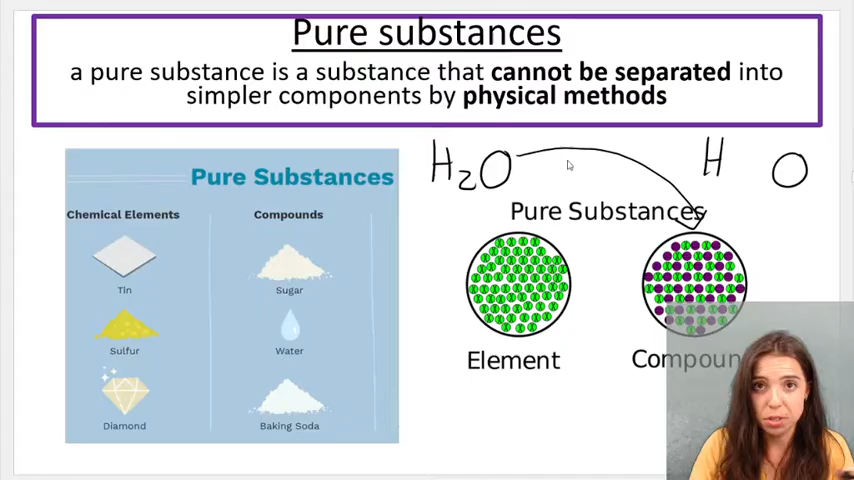 Pure substances
a pure substance is a substance that cannot be separated into
simpler components by physical methods
H₂O H O
Pure Substances
Pure Substances
Chemical Elements Compounds
Tin Sugar
Sulfur Water
Element
Diamond Baking Soda